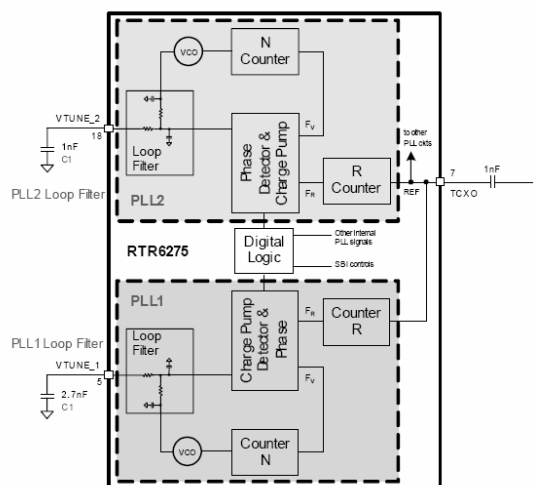 VCO
N
Counter
VTUNE_2
18
1nF
C1
Loop
Filter
PLL2 Loop Filter
PLL2
Phase
Detector &
Charge Pump
FV
FR
R
Counter
to other
PLL ckts
REF
7
TCXO
1nF
RTR6275
Digital
Logic
Other internal
PLL signals
SBI controls
PLL1
PLL1 Loop Filter
Loop
Filter
VTUNE_1
5
2.7nF
C1
Charge Pump
Detector &
Phase
FR
FV
Counter
R
VCO
Counter
N